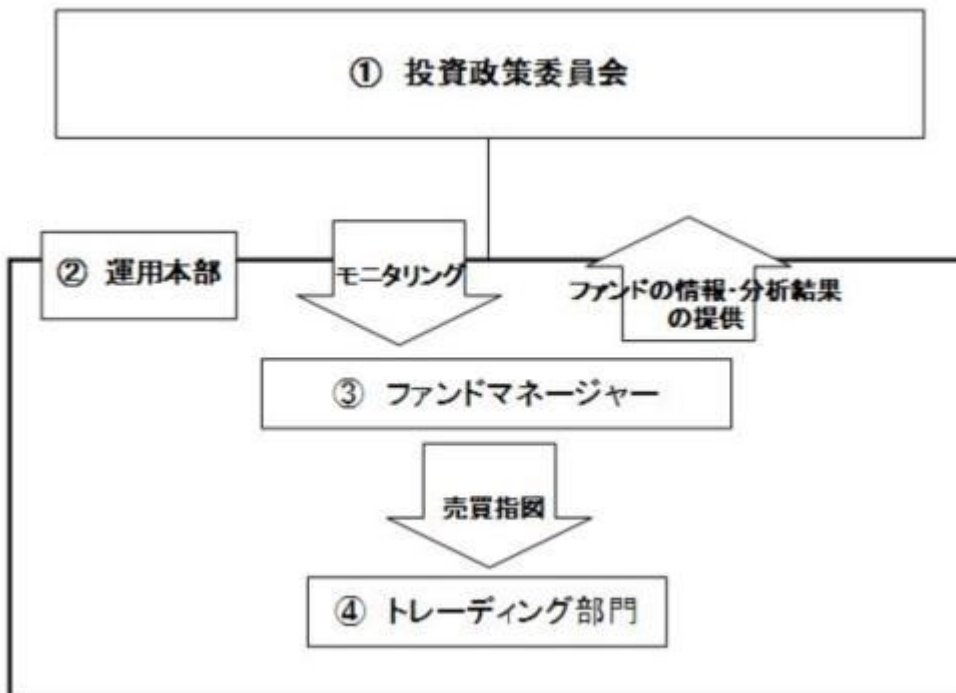 ① 投資政策委員会
② 運用本部
モニタリング
ファンドの情報・分析結果
の提供
③ ファンドマネージャー
売買指図
④ トレーディング部門